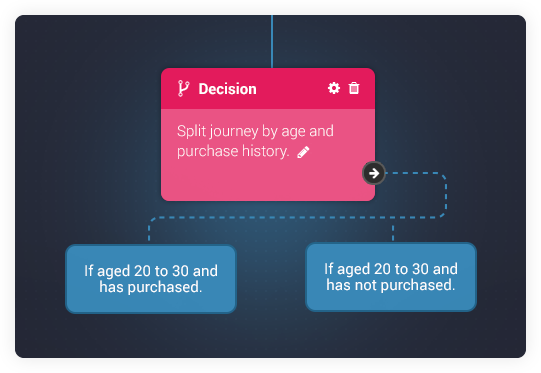 Decision
Split journey by age and
purchase history.
If aged 20 to 30 and
has purchased.
If aged 20 to 30 and
has not purchased.